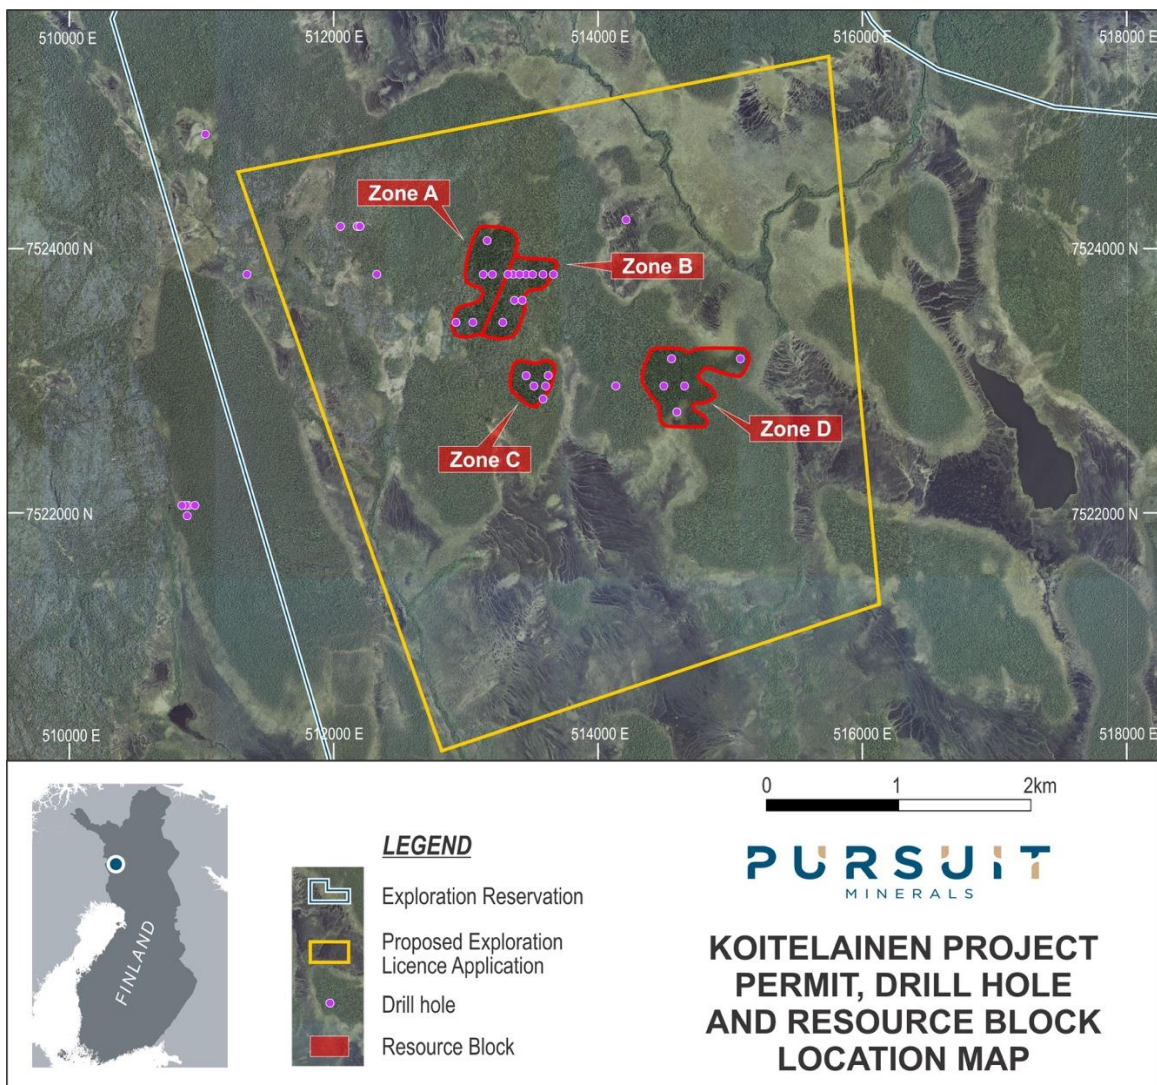 510000 E
512000 E
514000 E
516000 E
518000 E
Zone A
7524000 N
7524000 N
Zone B
Zone D
Zone C
7522000 N
7522000 N
510000 E
512000 E
514000 E
516000 E
518000 E
FINLAND
LEGEND
Exploration Reservation
Proposed Exploration
Licence Application
Drill hole
Resource Block
0 1 2km
PURSUIT
MINERALS
KOITELAINEN PROJECT
PERMIT, DRILL HOLE
AND RESOURCE BLOCK
LOCATION MAP